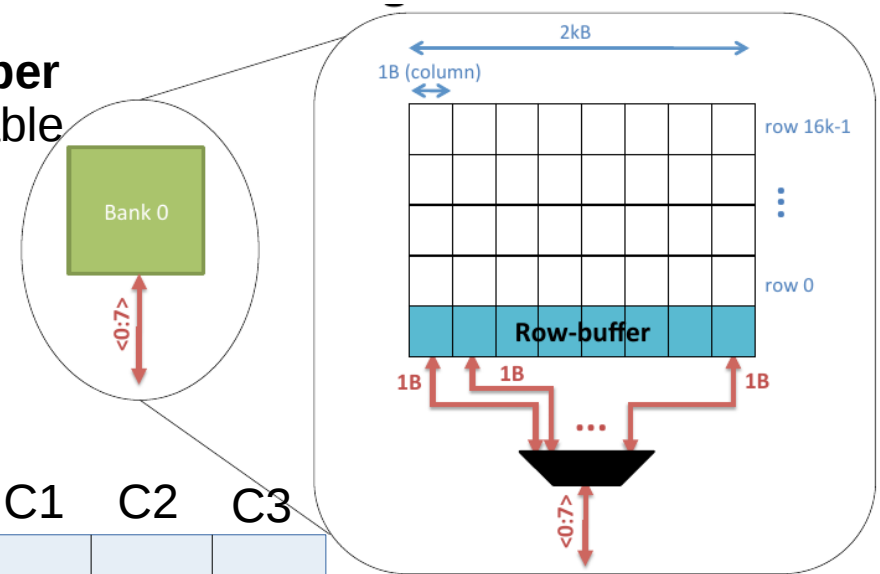 ber
ble
Bank 0
<0:7>
2kB
1B (column)
row 16k-1
row 0
Row-buffer
1B
1B
1B
...
<0:7>
C1 C2 C3